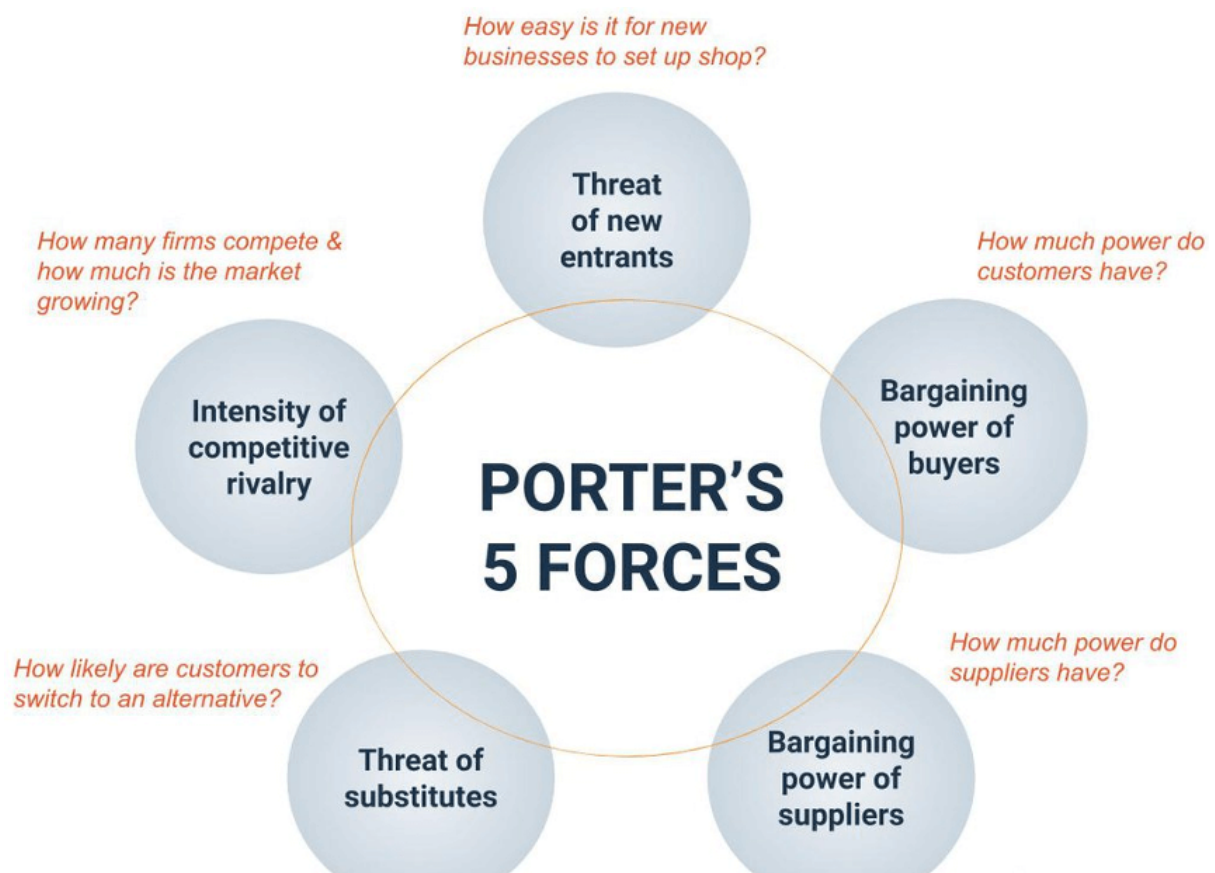 How easy is it for new
businesses to set up shop?
Threat
of new
entrants
How many firms compete &
how much is the market
growing?
How much power do
customers have?
Intensity of
competitive
rivalry
Bargaining
power of
buyers
PORTER’S
5 FORCES
How likely are customers to
switch to an alternative?
How much power do
suppliers have?
Threat of
substitutes
Bargaining
power of
suppliers